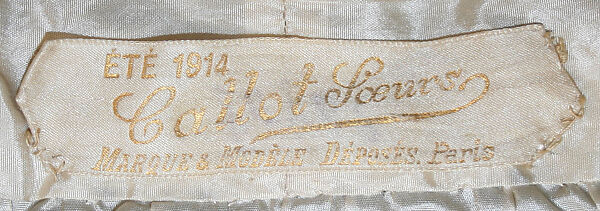 ÉTÉ 1914
Callot Sœurs
MARQUE & MODÈLE DÉPOSÉS, Paris